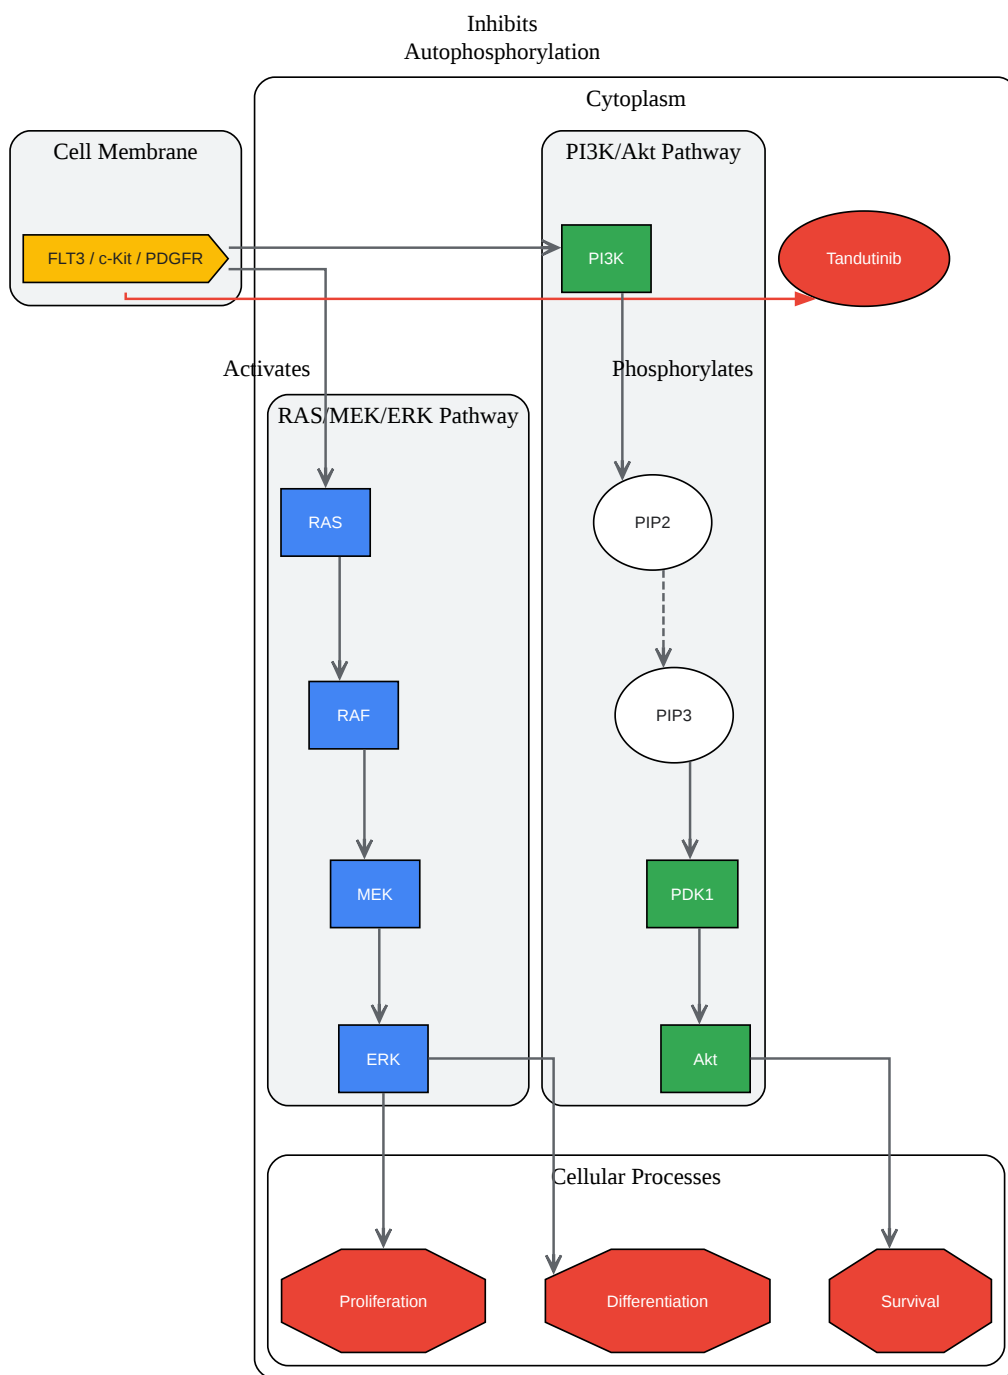 Inhibits
Autophosphorylation
Cytoplasm
Cell Membrane
PI3K/Akt Pathway
FLT3 / c-Kit / PDGFR
PI3K
Tandutinib
Activates
Phosphorylates
RAS/MEK/ERK Pathway
RAS
PIP2
RAF
PIP3
MEK
PDK1
ERK
Akt
Cellular Processes
Proliferation
Differentiation
Survival